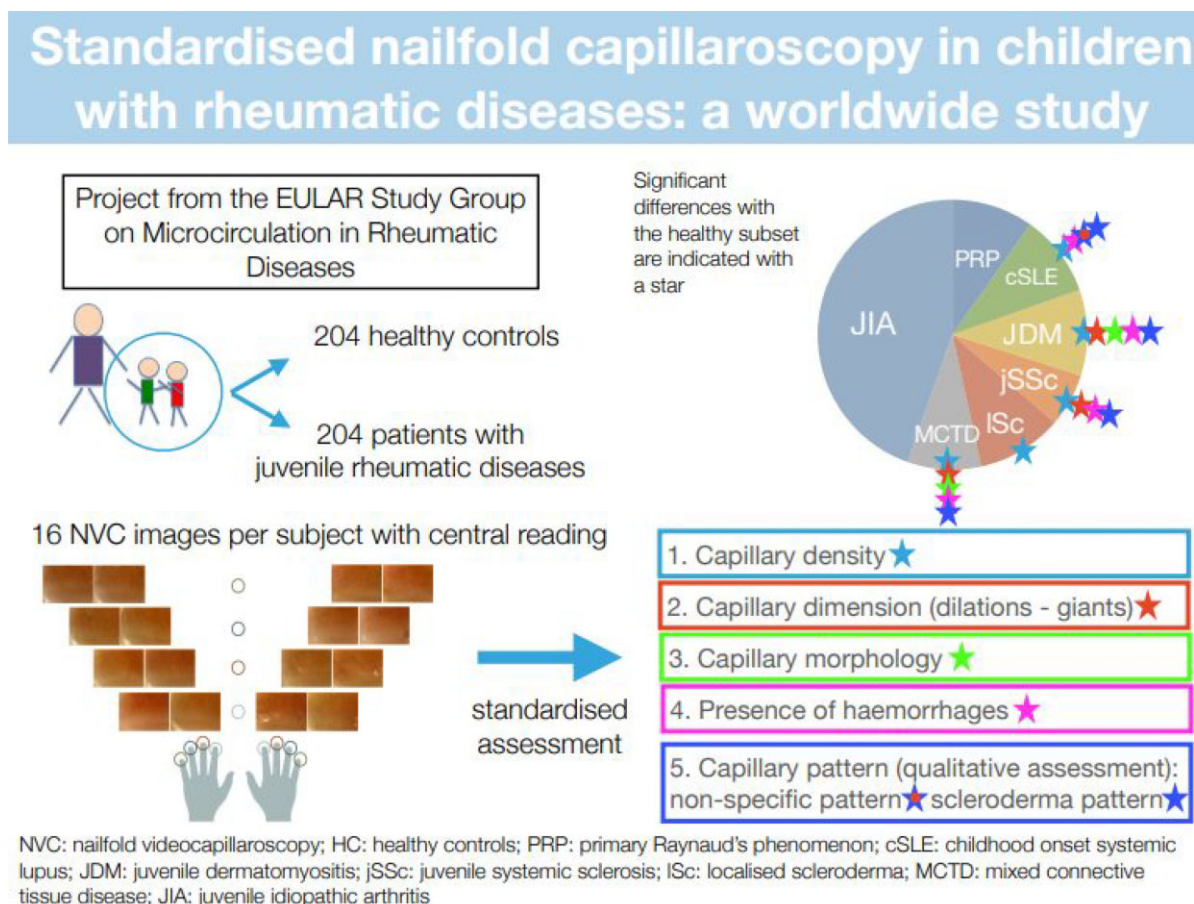 Standardised nailfold capillaroscopy in children
with rheumatic diseases: a worldwide study
Project from the EULAR Study Group
on Microcirculation in Rheumatic
Diseases
204 healthy controls
204 patients with
juvenile rheumatic diseases
Significant
differences with
the healthy subset
are indicated with
a star
PRP
cSLE
JIA
JDM
jSSc
lSc
MCTD
16 NVC images per subject with central reading
standardised
assessment
1. Capillary density
2. Capillary dimension (dilations - giants)
3. Capillary morphology
4. Presence of haemorrhages
5. Capillary pattern (qualitative assessment):
non-specific pattern scleroderma pattern
NVC: nailfold videocapillaroscopy; HC: healthy controls; PRP: primary Raynaud's phenomenon; cSLE: childhood onset systemic
lupus; JDM: juvenile dermatomyositis; jSSc: juvenile systemic sclerosis; lSc: localised scleroderma; MCTD: mixed connective
tissue disease; JIA: juvenile idiopathic arthritis